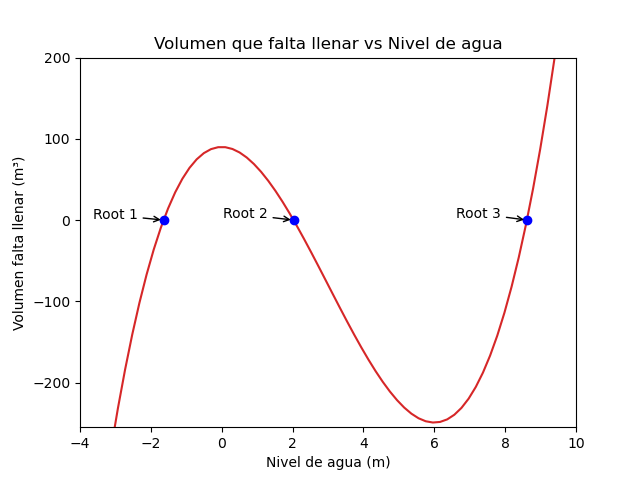 Volumen que falta llenar vs Nivel de agua
Volumen falta llenar (m³)
200
100
0
−100
−200
Root 1
Root 2
Root 3
−4
−2
0
2
4
6
8
10
Nivel de agua (m)